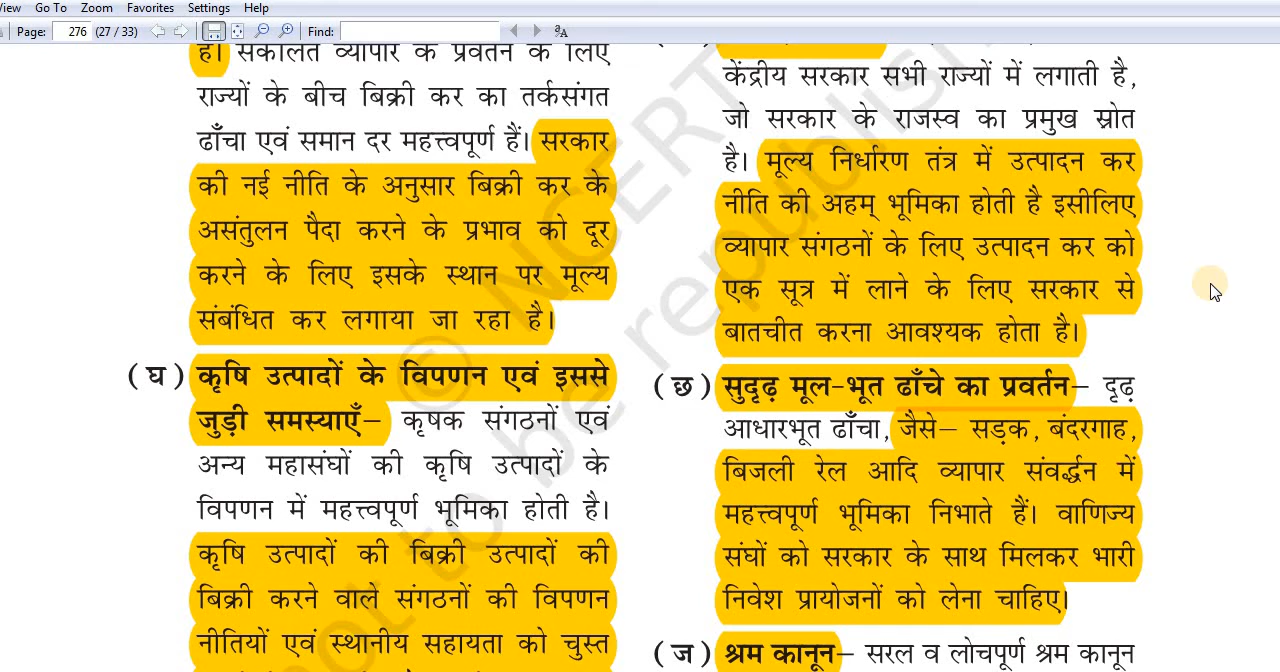 View Go To Zoom Favorites Settings Help
Page: 276 (27 / 33) Find:
है। संकलित व्यापार के प्रवर्तन के लिए
राज्यों के बीच बिक्री कर का तर्कसंगत
ढाँचा एवं समान दर महत्त्वपूर्ण हैं। सरकार
की नई नीति के अनुसार बिक्री कर के
असंतुलन पैदा करने के प्रभाव को दूर
करने के लिए इसके स्थान पर मूल्य
संबंधित कर लगाया जा रहा है।
(घ) कृषि उत्पादों के विपणन एवं इससे
जुड़ी समस्याएँ– कृषक संगठनों एवं
अन्य महासंघों की कृषि उत्पादों के
विपणन में महत्त्वपूर्ण भूमिका होती है।
कृषि उत्पादों की बिक्री उत्पादों की
बिक्री करने वाले संगठनों की विपणन
नीतियों एवं स्थानीय सहायता को चुस्त
केंद्रीय सरकार सभी राज्यों में लगाती है,
जो सरकार के राजस्व का प्रमुख स्रोत
है। मूल्य निर्धारण तंत्र में उत्पादन कर
नीति की अहम् भूमिका होती है इसीलिए
व्यापार संगठनों के लिए उत्पादन कर को
एक सूत्र में लाने के लिए सरकार से
बातचीत करना आवश्यक होता है।
(छ) सुदृढ़ मूल-भूत ढाँचे का प्रवर्तन– दृढ़
आधारभूत ढाँचा, जैसे– सड़क, बंदरगाह,
बिजली रेल आदि व्यापार संवर्द्धन में
महत्त्वपूर्ण भूमिका निभाते हैं। वाणिज्य
संघों को सरकार के साथ मिलकर भारी
निवेश प्रायोजनों को लेना चाहिए।
(ज) श्रम कानून– सरल व लोचपूर्ण श्रम कानून
© NCERT
not to be republish